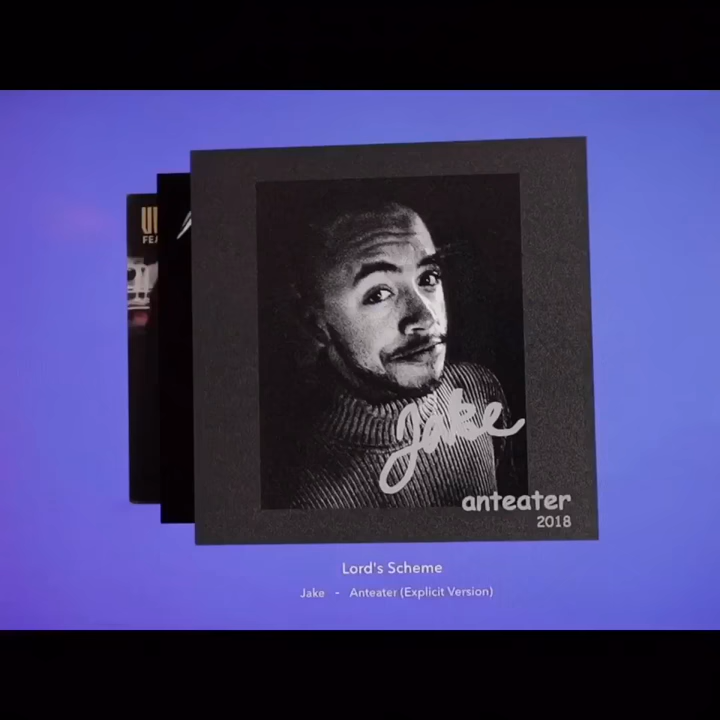 Jake
anteater
2018
Lord's Scheme
Jake - Anteater (Explicit Version)